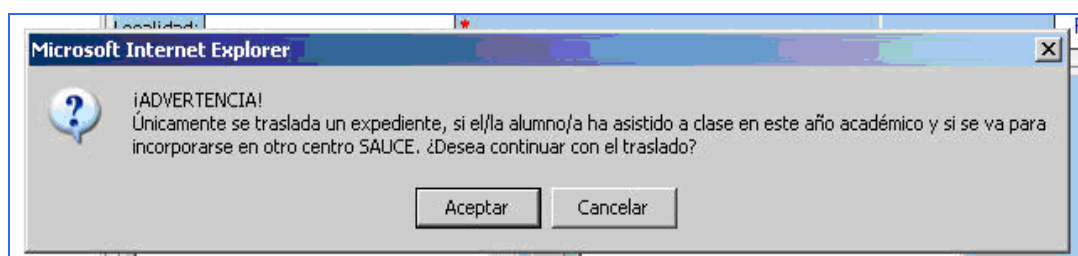 Localidad:
*
Microsoft Internet Explorer
¡ADVERTENCIA!
Únicamente se traslada un expediente, si el/la alumno/a ha asistido a clase en este año académico y si se va para
incorporarse en otro centro SAUCE. ¿Desea continuar con el traslado?
Aceptar Cancelar